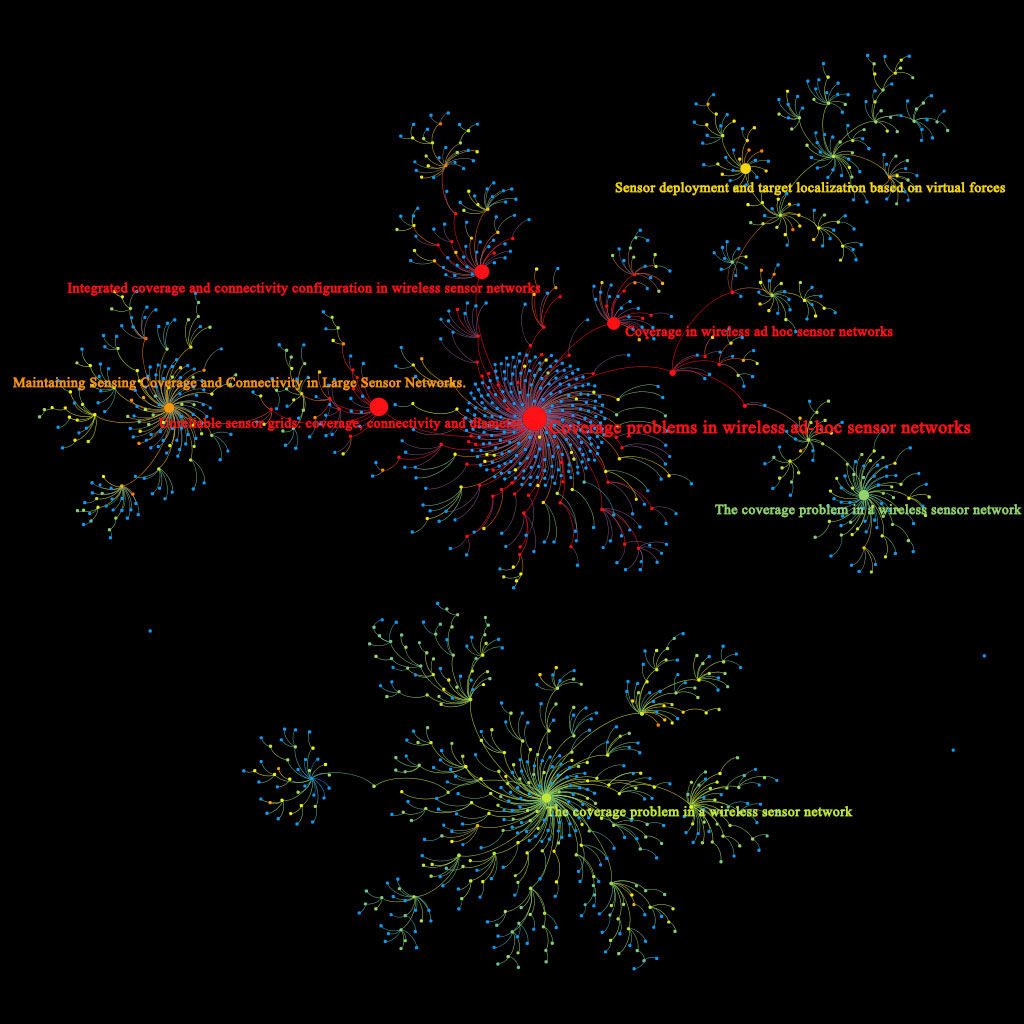 Sensor deployment and target localization based on virtual forces
Integrated coverage and connectivity configuration in wireless sensor networks
Coverage in wireless ad hoc sensor networks
Maintaining Sensing Coverage and Connectivity in Large Sensor Networks.
Unreliable sensor grids: coverage, connectivity and diameter
Coverage problems in wireless ad-hoc sensor networks
The coverage problem in a wireless sensor network
The coverage problem in a wireless sensor network